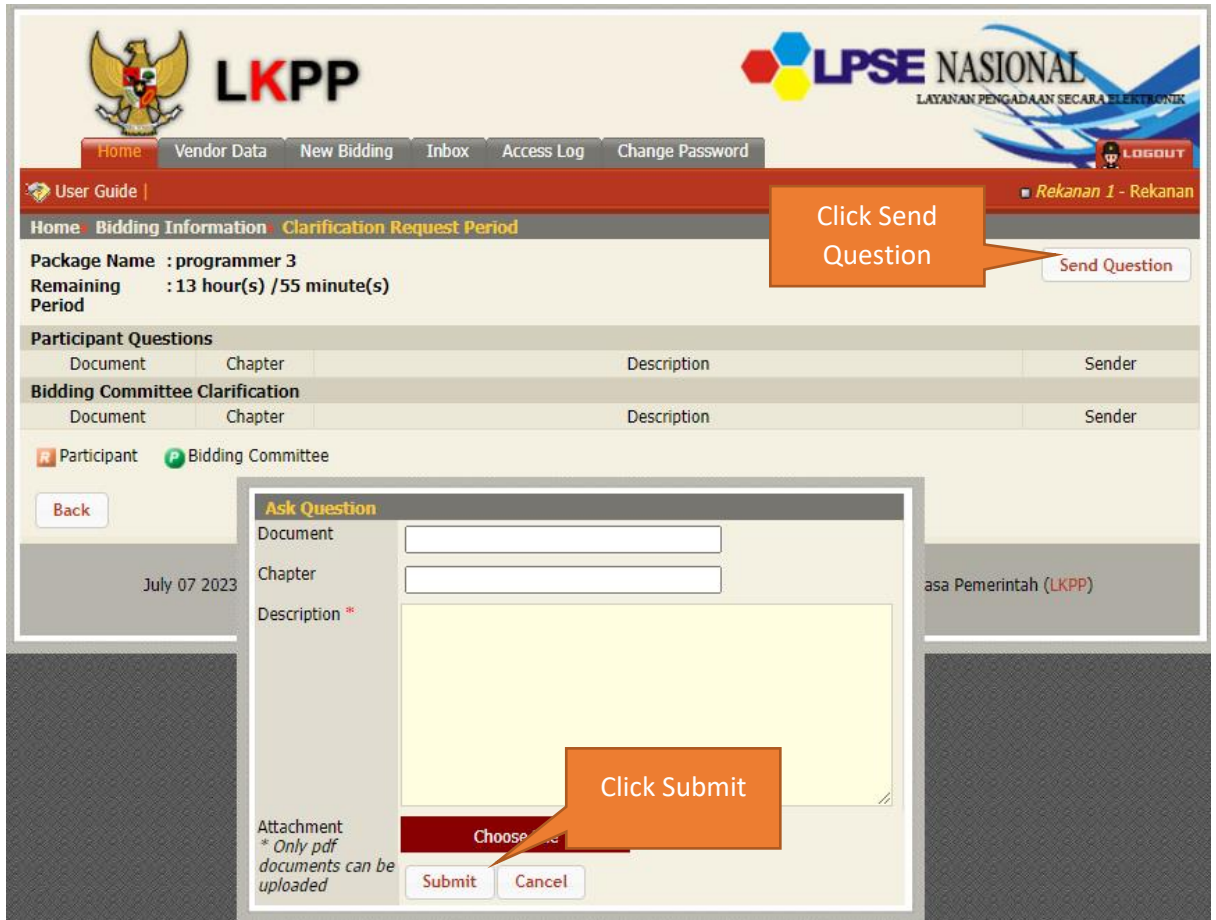 LKPP
LPSE NASIONAL
LAYANAN PENGADAAN SECARA ELEKTRONIK
Home Vendor Data New Bidding Inbox Access Log Change Password
LOGOUT
User Guide |
Rekanan 1 - Rekanan
Home Bidding Information Clarification Request Period
Click Send
Question
Package Name : programmer 3
Send Question
Remaining : 13 hour(s) /55 minute(s)
Period
Participant Questions
Document Chapter Description Sender
Bidding Committee Clarification
Document Chapter Description Sender
R Participant P Bidding Committee
Back
Ask Question
Document
Chapter
July 07 2023
asa Pemerintah (LKPP)
Description *
Click Submit
Attachment
* Only pdf
documents can be
uploaded
Choose
Submit Cancel